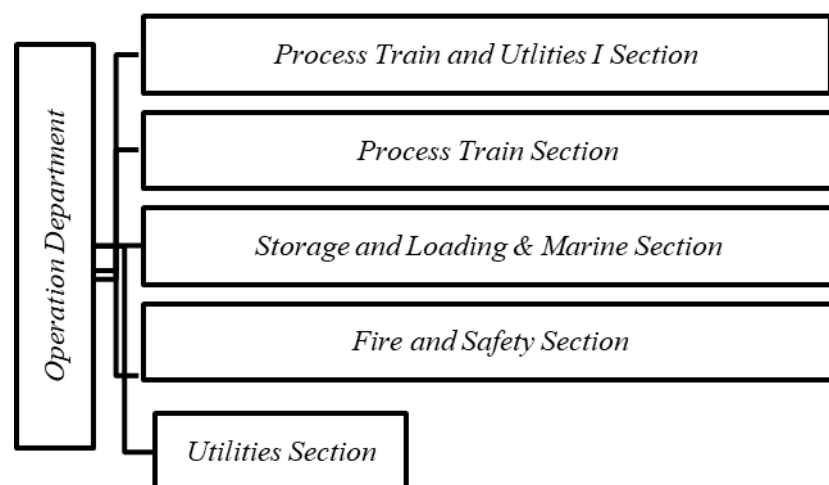 Operation Department
Process Train and Utlities I Section
Process Train Section
Storage and Loading & Marine Section
Fire and Safety Section
Utilities Section